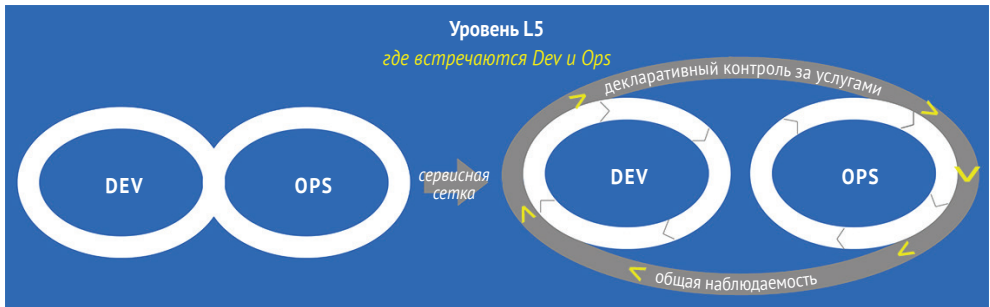 Уровень L5
где встречаются Dev и Ops
DEV
OPS
сервисная
сетка
декларативный контроль за услугами
DEV
OPS
общая наблюдаемость